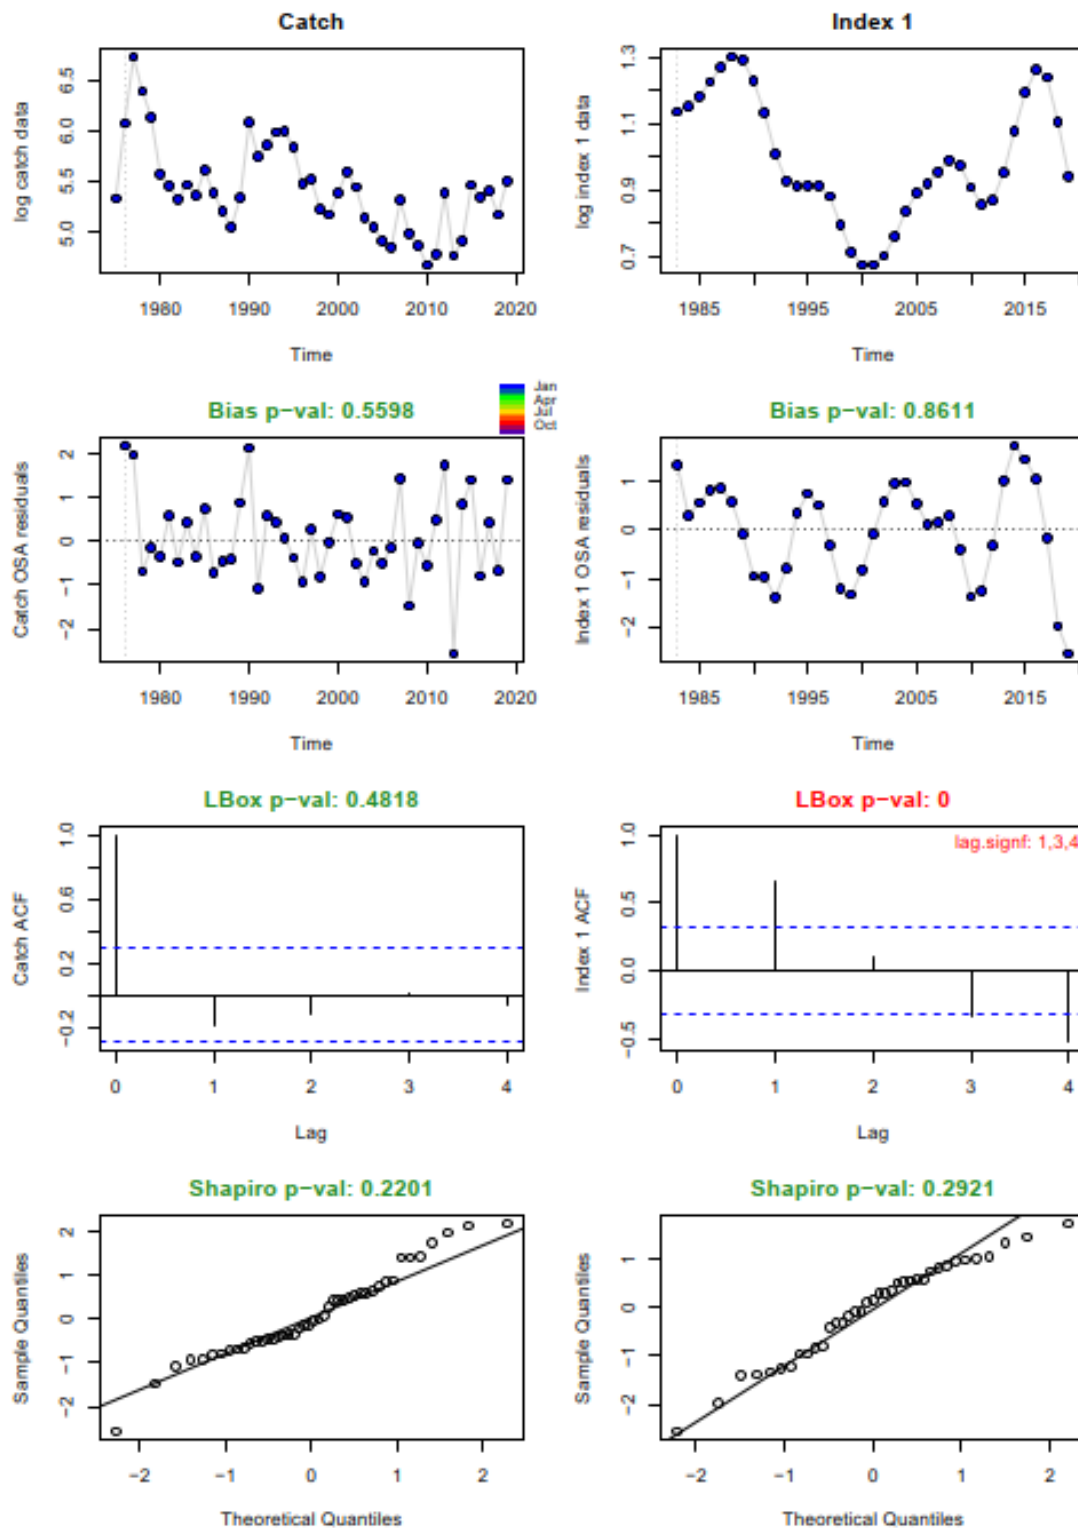 Catch
log catch data
5.0 5.5 6.0 6.5
1980 1990 2000 2010 2020
Time
Index 1
log index 1 data
0.7 0.9 1.1 1.3
1985 1995 2005 2015
Time
Bias p−val: 0.5598
Jan
Apr
Jul
Oct
Catch OSA residuals
−2 −1 0 1 2
1980 1990 2000 2010 2020
Time
Bias p−val: 0.8611
Index 1 OSA residuals
−2 −1 0 1
1985 1995 2005 2015
Time
LBox p−val: 0.4818
Catch ACF
−0.2 0.2 0.6 1.0
0 1 2 3 4
Lag
LBox p−val: 0
lag.signf: 1,3,4
Index 1 ACF
−0.5 0.0 0.5 1.0
0 1 2 3 4
Lag
Shapiro p−val: 0.2201
Sample Quantiles
−2 −1 0 1 2
−2 −1 0 1 2
Theoretical Quantiles
Shapiro p−val: 0.2921
Sample Quantiles
−2 −1 0 1
−2 −1 0 1 2
Theoretical Quantiles